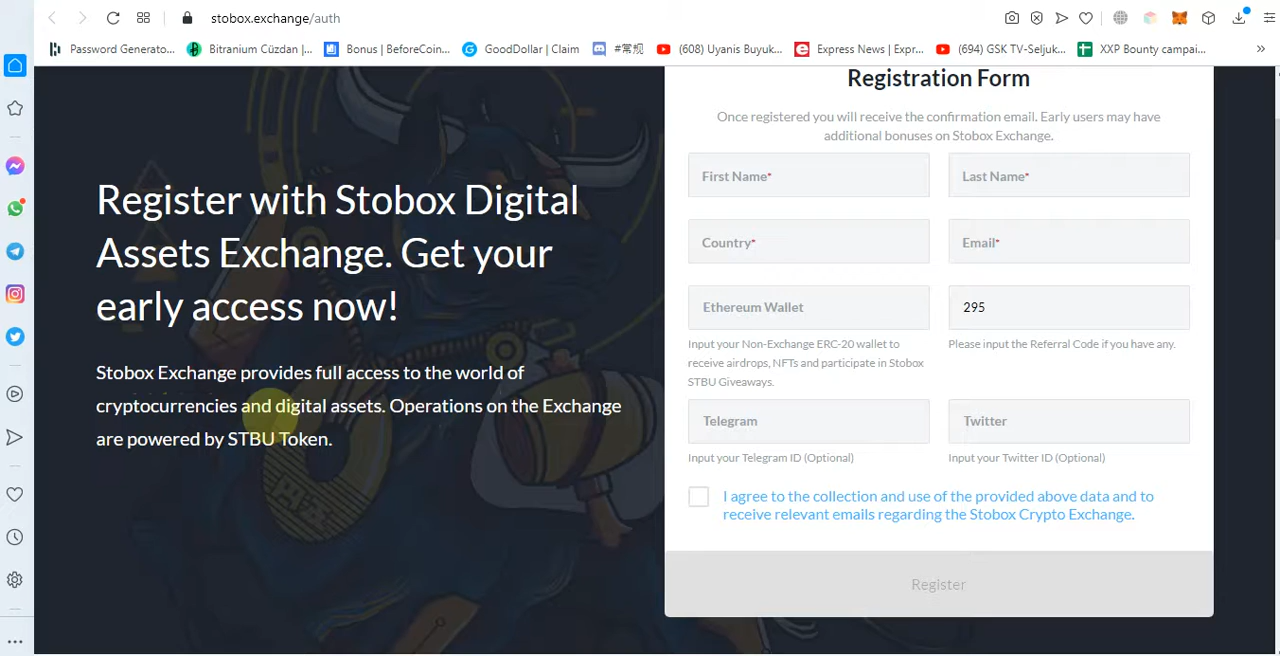 stobox.exchange/auth
Password Generato...
Bitranium Cüzdan |...
Bonus | BeforeCoin...
GoodDollar | Claim
#常规
(608) Uyanis Buyuk...
Express News | Expr...
(694) GSK TV-Seljuk...
XXP Bounty campai...
»
Register with Stobox Digital
Assets Exchange. Get your
early access now!
Stobox Exchange provides full access to the world of
cryptocurrencies and digital assets. Operations on the Exchange
are powered by STBU Token.
Registration Form
Once registered you will receive the confirmation email. Early users may have
additional bonuses on Stobox Exchange.
First Name*
Last Name*
Country*
Email*
Ethereum Wallet
295
Input your Non-Exchange ERC-20 wallet to
receive airdrops, NFTs and participate in Stobox
STBU Giveaways.
Please input the Referral Code if you have any.
Telegram
Twitter
Input your Telegram ID (Optional)
Input your Twitter ID (Optional)
I agree to the collection and use of the provided above data and to
receive relevant emails regarding the Stobox Crypto Exchange.
Register